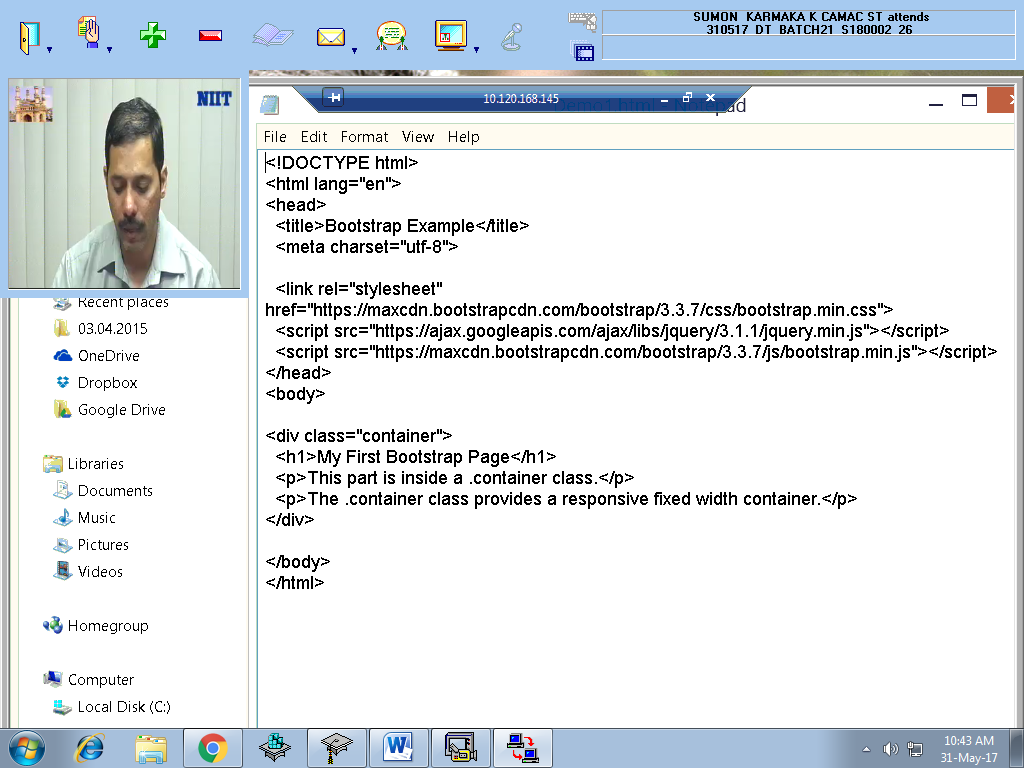 SUMON KARMAKA K CAMAC ST attends
310517_DT_BATCH21_S180002_26
NIIT
10.120.168.145
File Edit Format View Help
<!DOCTYPE html>
<html lang="en">
<head>
<title>Bootstrap Example</title>
<meta charset="utf-8">
<link rel="stylesheet"
href="https://maxcdn.bootstrapcdn.com/bootstrap/3.3.7/css/bootstrap.min.css">
<script src="https://ajax.googleapis.com/ajax/libs/jquery/3.1.1/jquery.min.js"></script>
<script src="https://maxcdn.bootstrapcdn.com/bootstrap/3.3.7/js/bootstrap.min.js"></script>
</head>
<body>
<div class="container">
<h1>My First Bootstrap Page</h1>
<p>This part is inside a .container class.</p>
<p>The .container class provides a responsive fixed width container.</p>
</div>
</body>
</html>
Recent places
03.04.2015
OneDrive
Dropbox
Google Drive
Libraries
Documents
Music
Pictures
Videos
Homegroup
Computer
Local Disk (C:)
10:43 AM
31-May-17